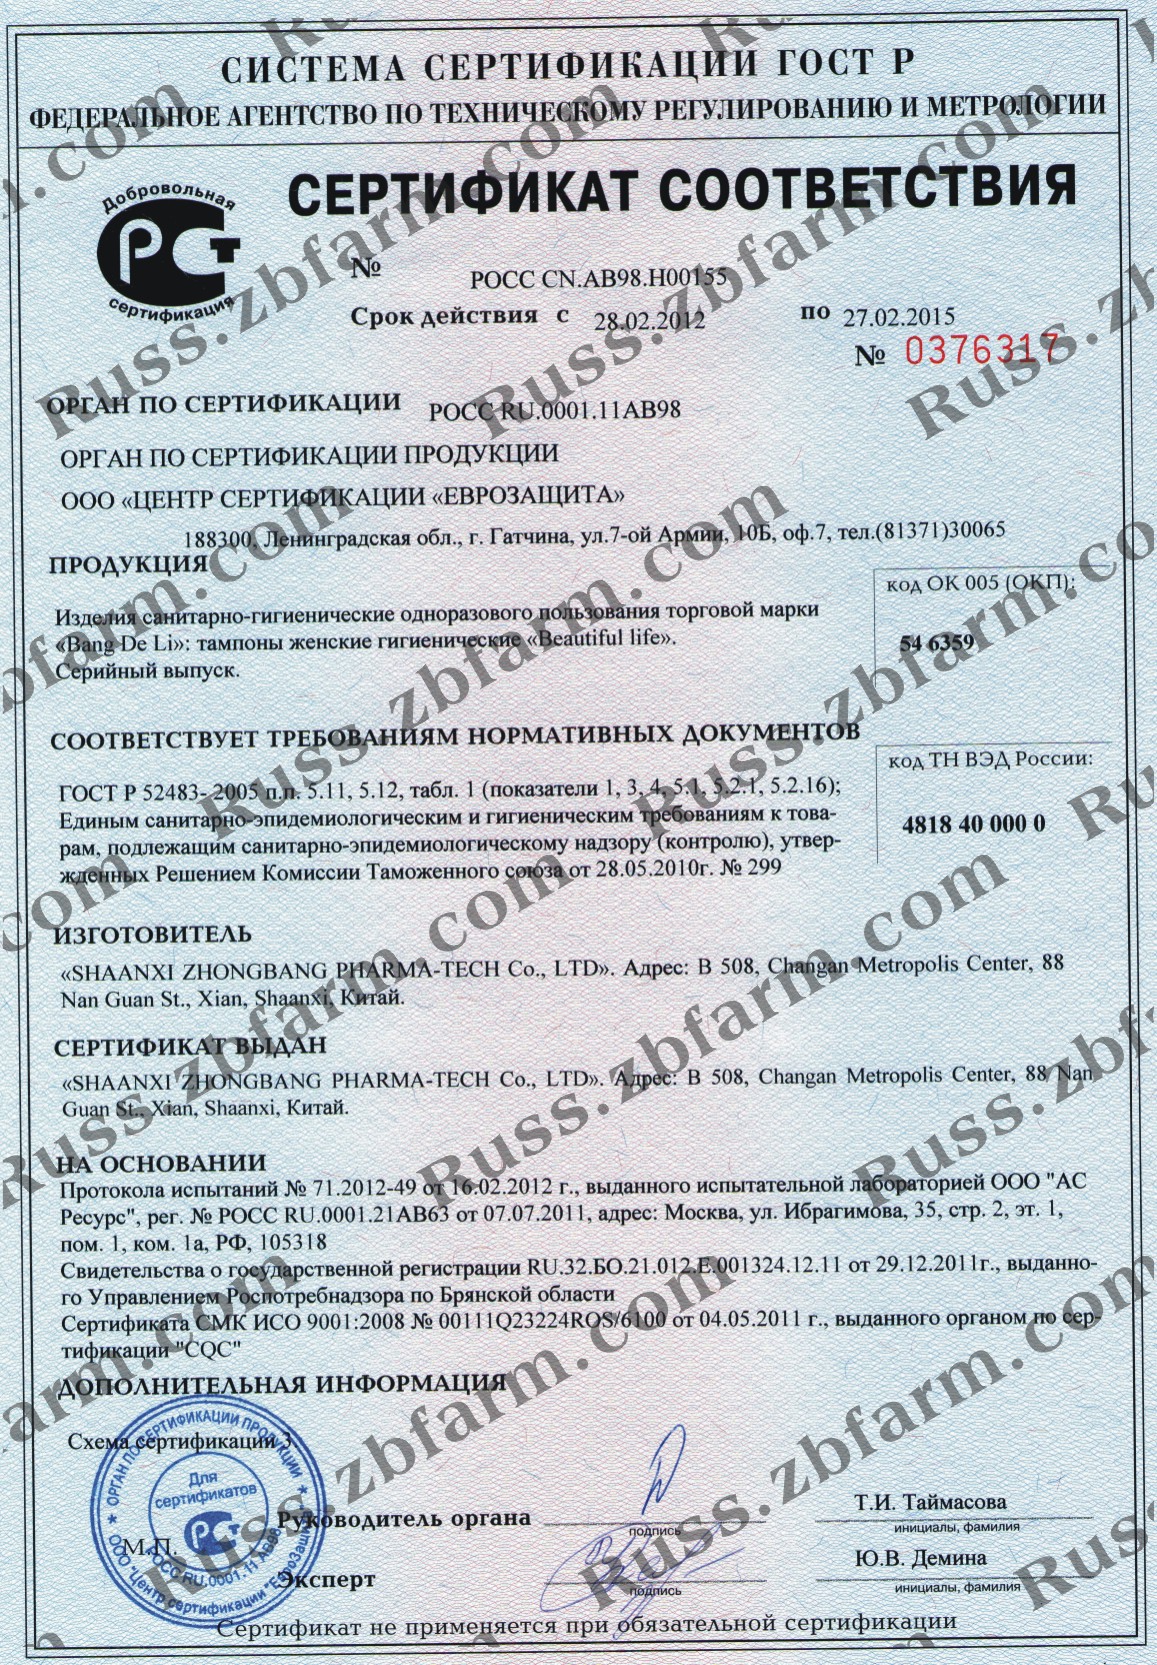 СИСТЕМА СЕРТИФИКАЦИИ ГОСТ Р
ФЕДЕРАЛЬНОЕ АГЕНТСТВО ПО ТЕХНИЧЕСКОМУ РЕГУЛИРОВАНИЮ И МЕТРОЛОГИИ
Добровольная
РСТ
сертификация
СЕРТИФИКАТ СООТВЕТСТВИЯ
№ РОСС CN.АВ98.Н00155
Срок действия с 28.02.2012 по 27.02.2015
№ 0376317
ОРГАН ПО СЕРТИФИКАЦИИ РОСС RU.0001.11АВ98
ОРГАН ПО СЕРТИФИКАЦИИ ПРОДУКЦИИ
ООО «ЦЕНТР СЕРТИФИКАЦИИ «ЕВРОЗАЩИТА»
188300, Ленинградская обл., г. Гатчина, ул.7-ой Армии, 10Б, оф.7, тел.(81371)30065
ПРОДУКЦИЯ
Изделия санитарно-гигиенические одноразового пользования торговой марки
«Bang De Li»: тампоны женские гигиенические «Beautiful life».
Серийный выпуск.
код ОК 005 (ОКП):
54 6359
СООТВЕТСТВУЕТ ТРЕБОВАНИЯМ НОРМАТИВНЫХ ДОКУМЕНТОВ
ГОСТ Р 52483- 2005 п.п. 5.11, 5.12, табл. 1 (показатели 1, 3, 4, 5.1, 5.2.1, 5.2.16);
Единым санитарно-эпидемиологическим и гигиеническим требованиям к това-
рам, подлежащим санитарно-эпидемиологическому надзору (контролю), утвер-
жденных Решением Комиссии Таможенного союза от 28.05.2010г. № 299
код ТН ВЭД России:
4818 40 000 0
ИЗГОТОВИТЕЛЬ
«SHAANXI ZHONGBANG PHARMA-TECH Co., LTD». Адрес: B 508, Changan Metropolis Center, 88
Nan Guan St., Xian, Shaanxi, Китай.
СЕРТИФИКАТ ВЫДАН
«SHAANXI ZHONGBANG PHARMA-TECH Co., LTD». Адрес: B 508, Changan Metropolis Center, 88 Nan
Guan St., Xian, Shaanxi, Китай.
НА ОСНОВАНИИ
Протокола испытаний № 71.2012-49 от 16.02.2012 г., выданного испытательной лабораторией ООО "АС
Ресурс", рег. № РОСС RU.0001.21АВ63 от 07.07.2011, адрес: Москва, ул. Ибрагимова, 35, стр. 2, эт. 1,
пом. 1, ком. 1а, РФ, 105318
Свидетельства о государственной регистрации RU.32.БО.21.012.Е.001324.12.11 от 29.12.2011г., выданно-
го Управлением Роспотребнадзора по Брянской области
Сертификата СМК ИСО 9001:2008 № 00111Q23224ROS/6100 от 04.05.2011 г., выданного органом по сер-
тификации "CQC"
ДОПОЛНИТЕЛЬНАЯ ИНФОРМАЦИЯ
Схема сертификации 3.
ОРГАН ПО СЕРТИФИКАЦИИ ПРОДУКЦИИ
Для
сертификатов
РСТ
РОСС RU.0001.11АВ98
ООО "Центр сертификации "ЕвроЗащита"
М.П.
Руководитель органа
подпись
Т.И. Таймасова
инициалы, фамилия
Эксперт
подпись
Ю.В. Демина
инициалы, фамилия
Сертификат не применяется при обязательной сертификации
Russ.zbfarm.com